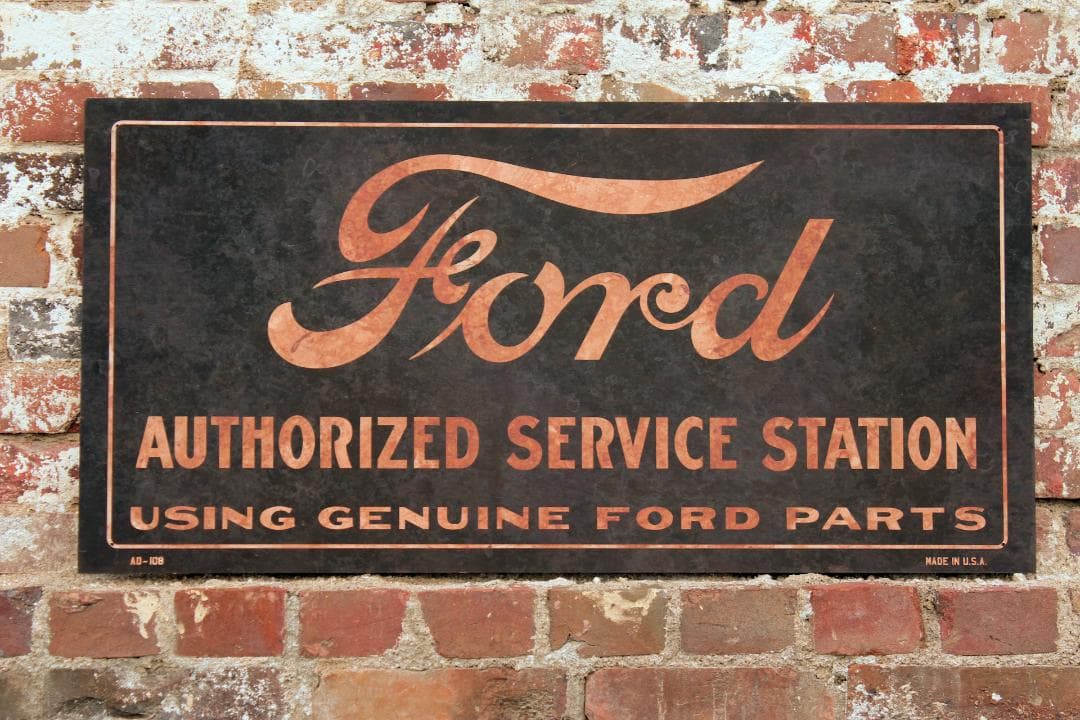 Ford
AUTHORIZED SERVICE STATION
USING GENUINE FORD PARTS
AD-108
MADE IN U.S.A.